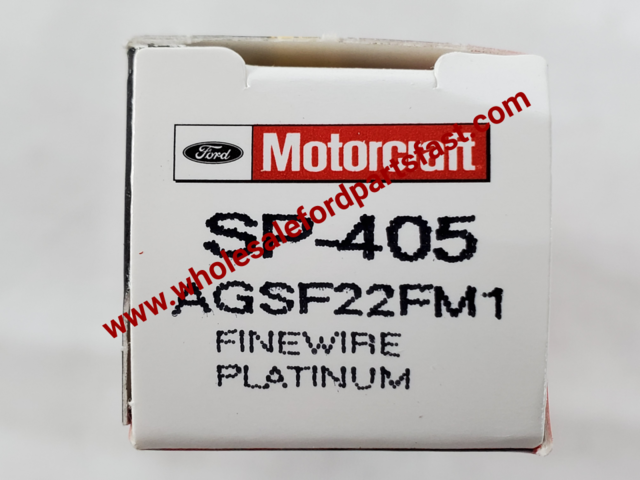 Ford Motorcraft
SP-405
AGSF22FM1
FINEWIRE
PLATINUM
www.wholesalefordpartsfast.com